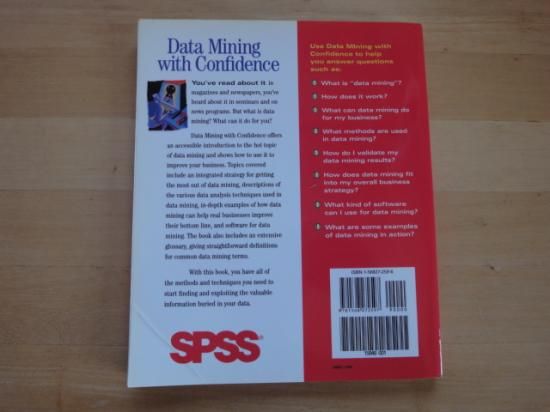 Data Mining
with Confidence
You've read about it in
magazines and newspapers, you've
heard about it in seminars and on
news programs. But what is data
mining? What can it do for you?
Data Mining with Confidence offers
an accessible introduction to the hot topic
of data mining and shows how to use it to
improve your business. Topics covered
include an integrated strategy for getting
the most out of data mining, descriptions of
the various data analysis techniques used in
data mining, in-depth examples of how data
mining can help real businesses improve
their bottom line, and software for data
mining. The book also includes an extensive
glossary, giving straightforward definitions
for common data mining terms.
With this book, you have all of
the methods and techniques you need to
start finding and exploiting the valuable
information buried in your data.
SPSS®
Use Data Mining with
Confidence to help
you answer questions
such as:
What is "data mining"?
How does it work?
What can data mining do
for my business?
What methods are used
in data mining?
How do I validate my
data mining results?
How does data mining fit
into my overall business
strategy?
What kind of software
can I use for data mining?
What are some examples
of data mining in action?
ISBN 1-56827-
90000